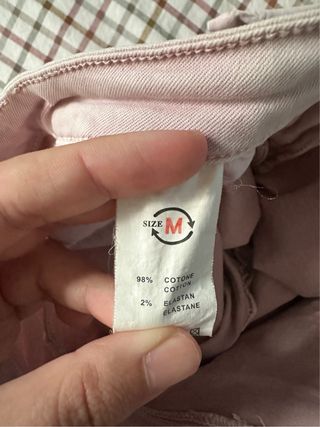 SIZE M
98% COTONE
COTTON
2% ELASTAN
ELASTANE